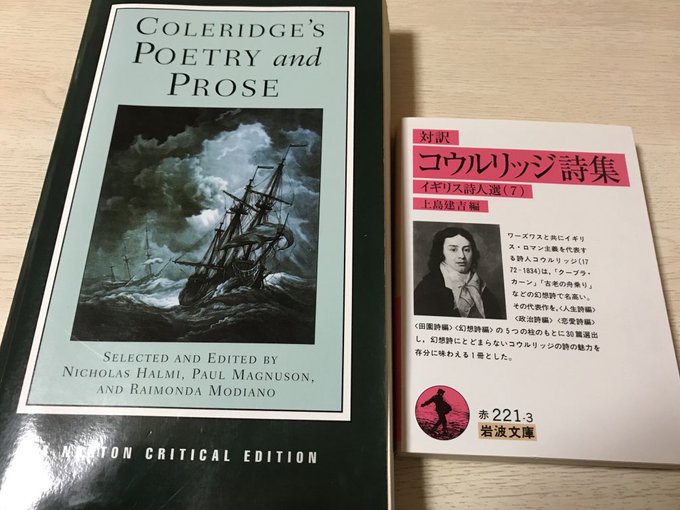 COLERIDGE'S
POETRY and
PROSE
SELECTED AND EDITED BY
NICHOLAS HALMI, PAUL MAGNUSON,
AND RAIMONDA MODIANO
NORTON CRITICAL EDITION
対訳
コウルリッジ詩集
イギリス詩人選(7)
上島建吉編
ワーズワスと共にイギリ
ス・ロマン主義を代表す
る詩人コウルリッジ(17
72-1834)は,「クーブラ・
カーン」「古老の舟乗り」
などの幻想詩で名高い.
その代表作を,〈人生詩編〉
〈政治詩編〉〈恋愛詩編〉
〈田園詩編〉〈幻想詩編〉の5つの柱のもとに30篇選出
し,幻想詩にとどまらないコウルリッジの詩の魅力を
存分に味わえる1冊とした.
赤221-3
岩波文庫